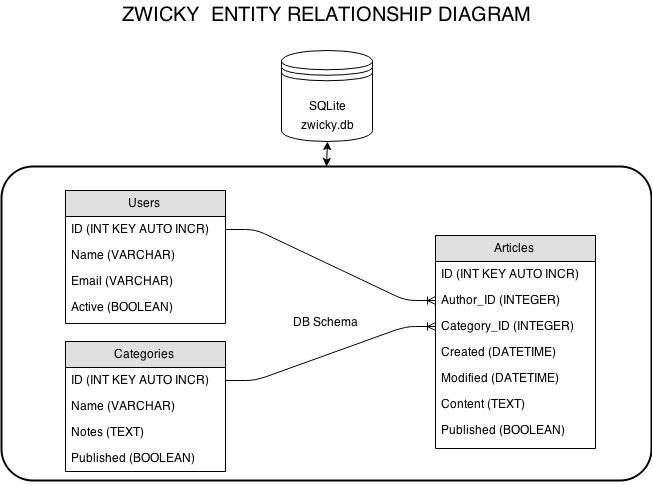 ZWICKY  ENTITY RELATIONSHIP DIAGRAM
SQLite
zwicky.db
Users
ID (INT KEY AUTO INCR)
Name (VARCHAR)
Email (VARCHAR)
Active (BOOLEAN)
Categories
ID (INT KEY AUTO INCR)
Name (VARCHAR)
Notes (TEXT)
Published (BOOLEAN)
DB Schema
Articles
ID (INT KEY AUTO INCR)
Author_ID (INTEGER)
Category_ID (INTEGER)
Created (DATETIME)
Modified (DATETIME)
Content (TEXT)
Published (BOOLEAN)